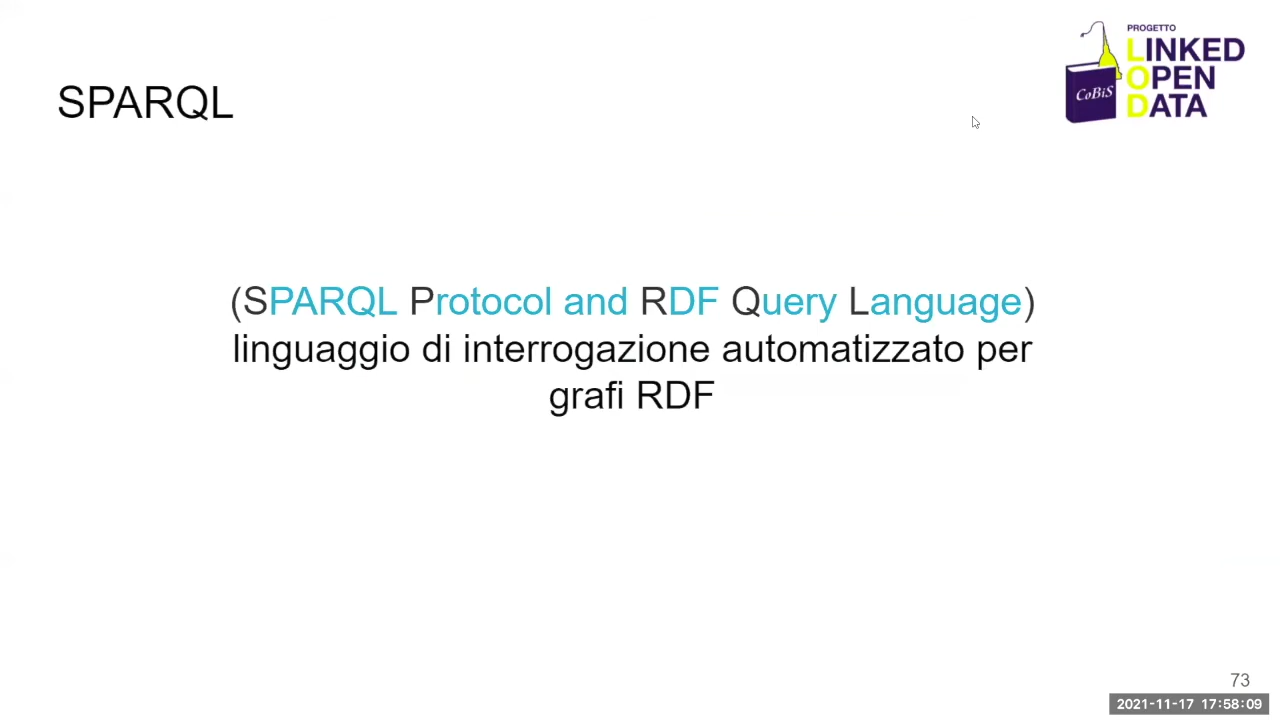 SPARQL
PROGETTO
LINKED
OPEN
DATA
CoBiS
(SPARQL Protocol and RDF Query Language)
linguaggio di interrogazione automatizzato per
grafi RDF
73
2021-11-17 17:58:09